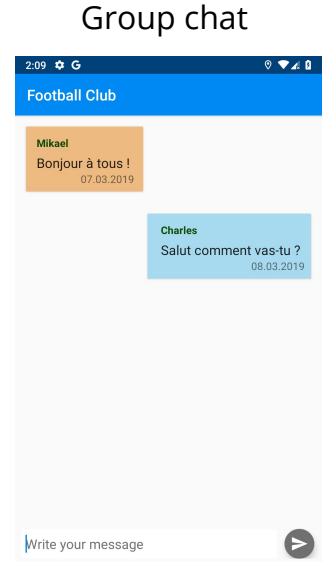 Group chat
2:09
Football Club
Mikael
Bonjour à tous !
07.03.2019
Charles
Salut comment vas-tu ?
08.03.2019
Write your message